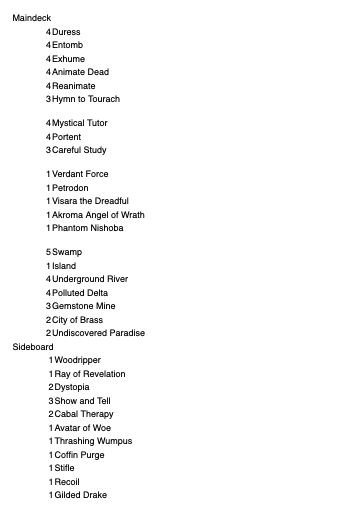 Maindeck
4 Duress
4 Entomb
4 Exhume
4 Animate Dead
4 Reanimate
3 Hymn to Tourach
4 Mystical Tutor
4 Portent
3 Careful Study
1 Verdant Force
1 Petrodon
1 Visara the Dreadful
1 Akroma Angel of Wrath
1 Phantom Nishoba
5 Swamp
1 Island
4 Underground River
4 Polluted Delta
3 Gemstone Mine
2 City of Brass
2 Undiscovered Paradise
Sideboard
1 Woodripper
1 Ray of Revelation
2 Dystopia
3 Show and Tell
2 Cabal Therapy
1 Avatar of Woe
1 Thrashing Wumpus
1 Coffin Purge
1 Stifle
1 Recoil
1 Gilded Drake